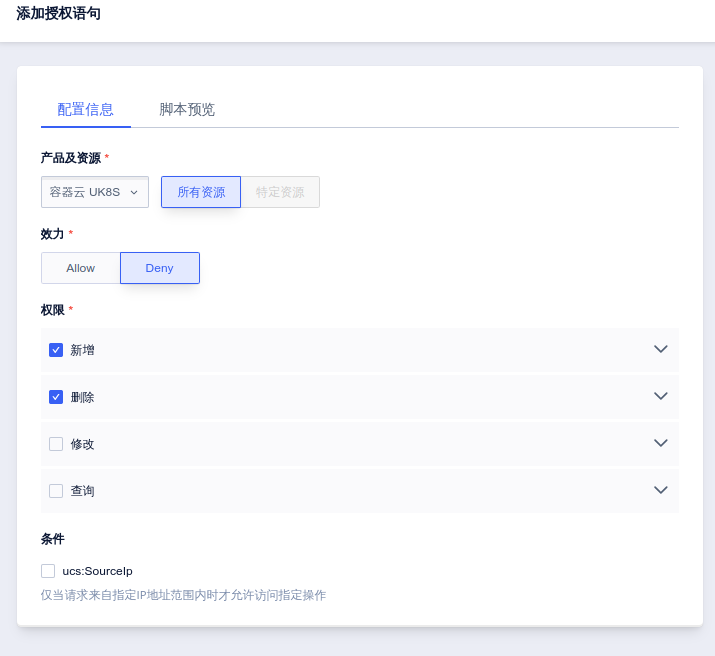 添加授权语句
配置信息 脚本预览
产品及资源 *
容器云 UK8S 所有资源 特定资源
效力 *
Allow Deny
权限 *
新增
删除
修改
查询
条件
ucs:SourceIp
仅当请求来自指定IP地址范围内时才允许访问指定操作